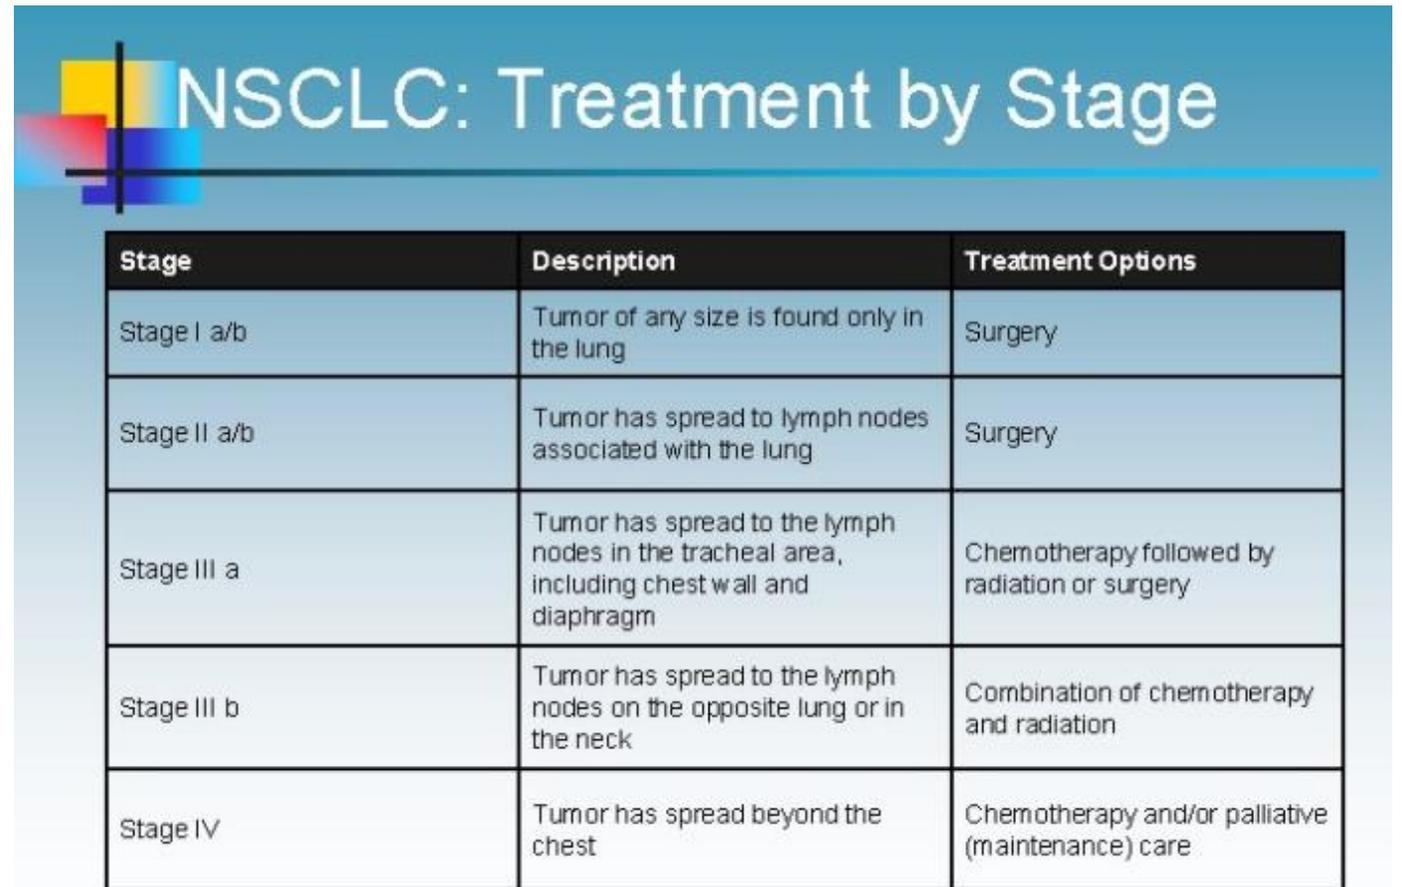 NSCLC: Treatment by Stage
Stage Description Treatment Options
Stage I a/b
Tumor of any size is found only in
the lung
Surgery
Stage II a/b
Tumor has spread to lymph nodes
associated with the lung
Surgery
Stage III a
Tumor has spread to the lymph
nodes in the tracheal area,
including chest wall and
diaphragm
Chemotherapy followed by
radiation or surgery
Stage III b
Tumor has spread to the lymph
nodes on the opposite lung or in
the neck
Combination of chemotherapy
and radiation
Stage IV
Tumor has spread beyond the
chest
Chemotherapy and/or palliative
(maintenance) care